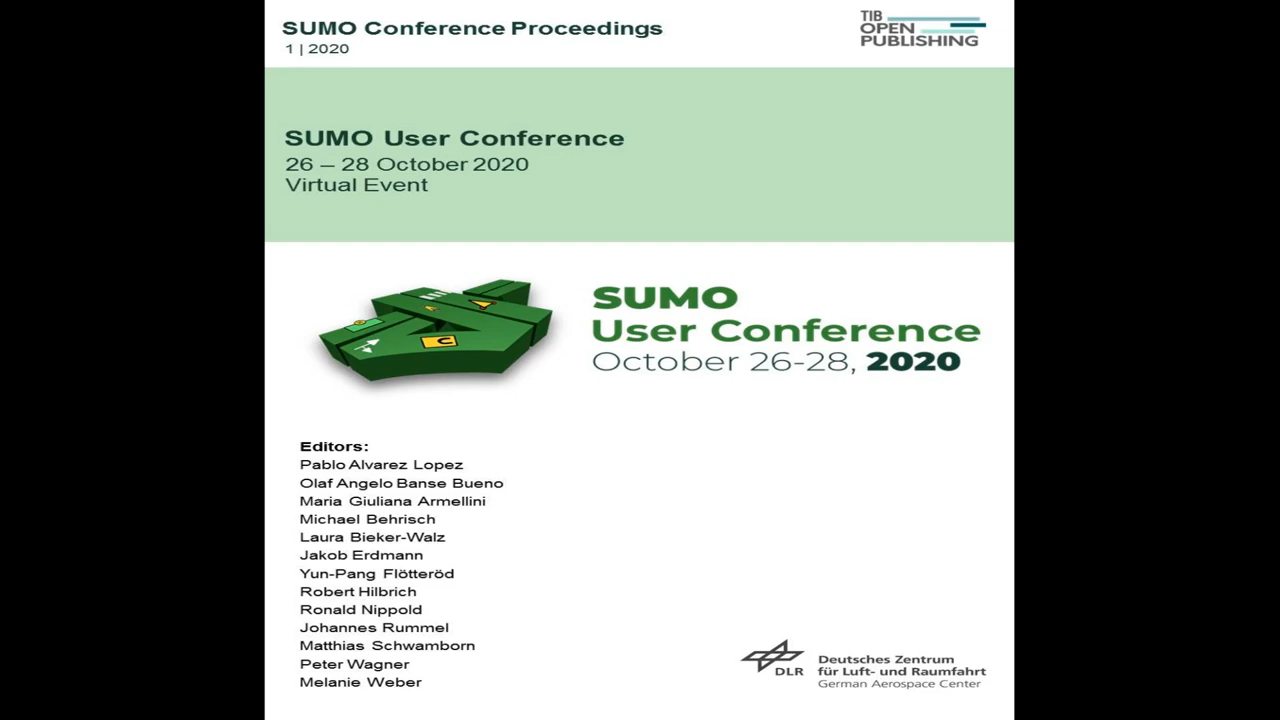 SUMO Conference Proceedings
1 | 2020
TIB
OPEN
PUBLISHING
SUMO User Conference
26 – 28 October 2020
Virtual Event
SUMO
User Conference
October 26-28, 2020
Editors:
Pablo Alvarez Lopez
Olaf Angelo Banse Bueno
Maria Giuliana Armellini
Michael Behrisch
Laura Bieker-Walz
Jakob Erdmann
Yun-Pang Flötteröd
Robert Hilbrich
Ronald Nippold
Johannes Rummel
Matthias Schwamborn
Peter Wagner
Melanie Weber
DLR
Deutsches Zentrum
für Luft- und Raumfahrt
German Aerospace Center